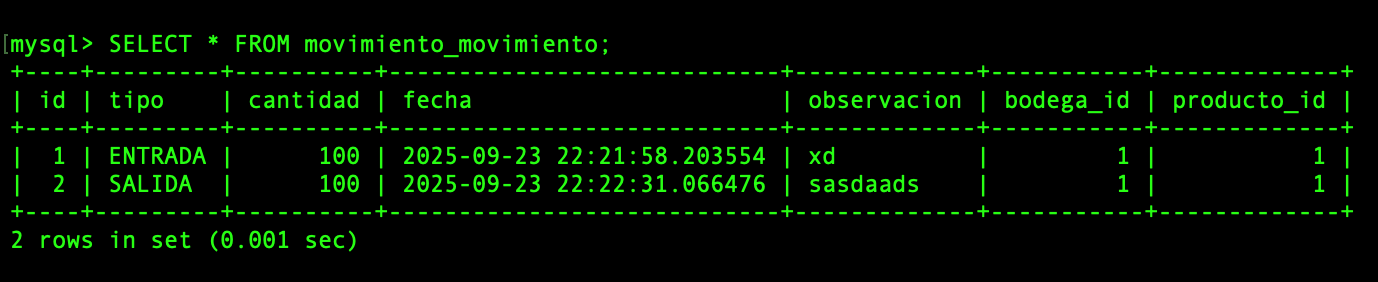 mysql> SELECT * FROM movimiento_movimiento;
+----+---------+----------+----------------------------+-------------+-----------+-------------+
| id | tipo    | cantidad | fecha                      | observacion | bodega_id | producto_id |
+----+---------+----------+----------------------------+-------------+-----------+-------------+
|  1 | ENTRADA |      100 | 2025-09-23 22:21:58.203554 | xd          |         1 |           1 |
|  2 | SALIDA  |      100 | 2025-09-23 22:22:31.066476 | sasdaads    |         1 |           1 |
+----+---------+----------+----------------------------+-------------+-----------+-------------+
2 rows in set (0.001 sec)